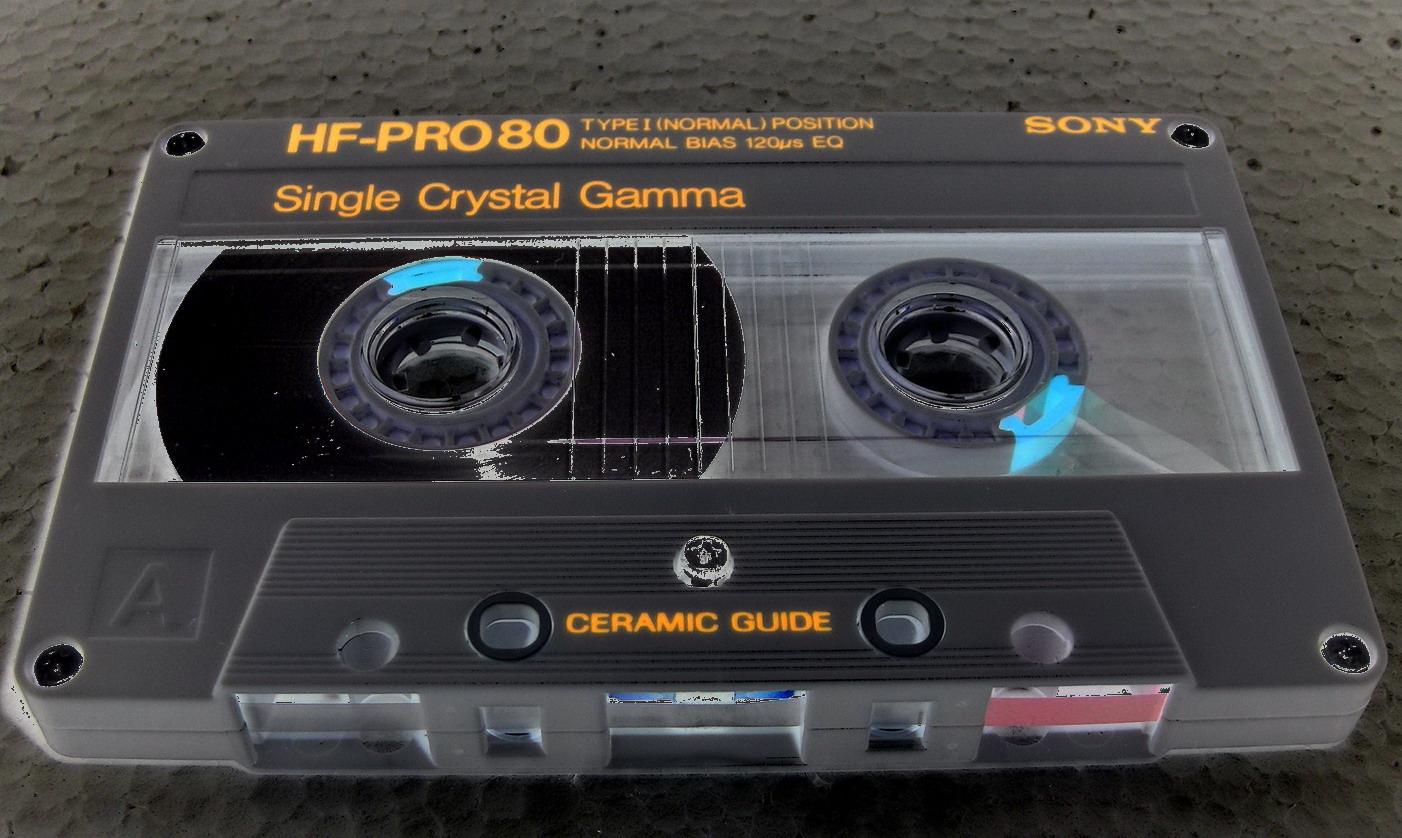 HF-PRO80 TYPE I (NORMAL) POSITION SONY
NORMAL BIAS 120µs EQ
Single Crystal Gamma
A
CERAMIC GUIDE